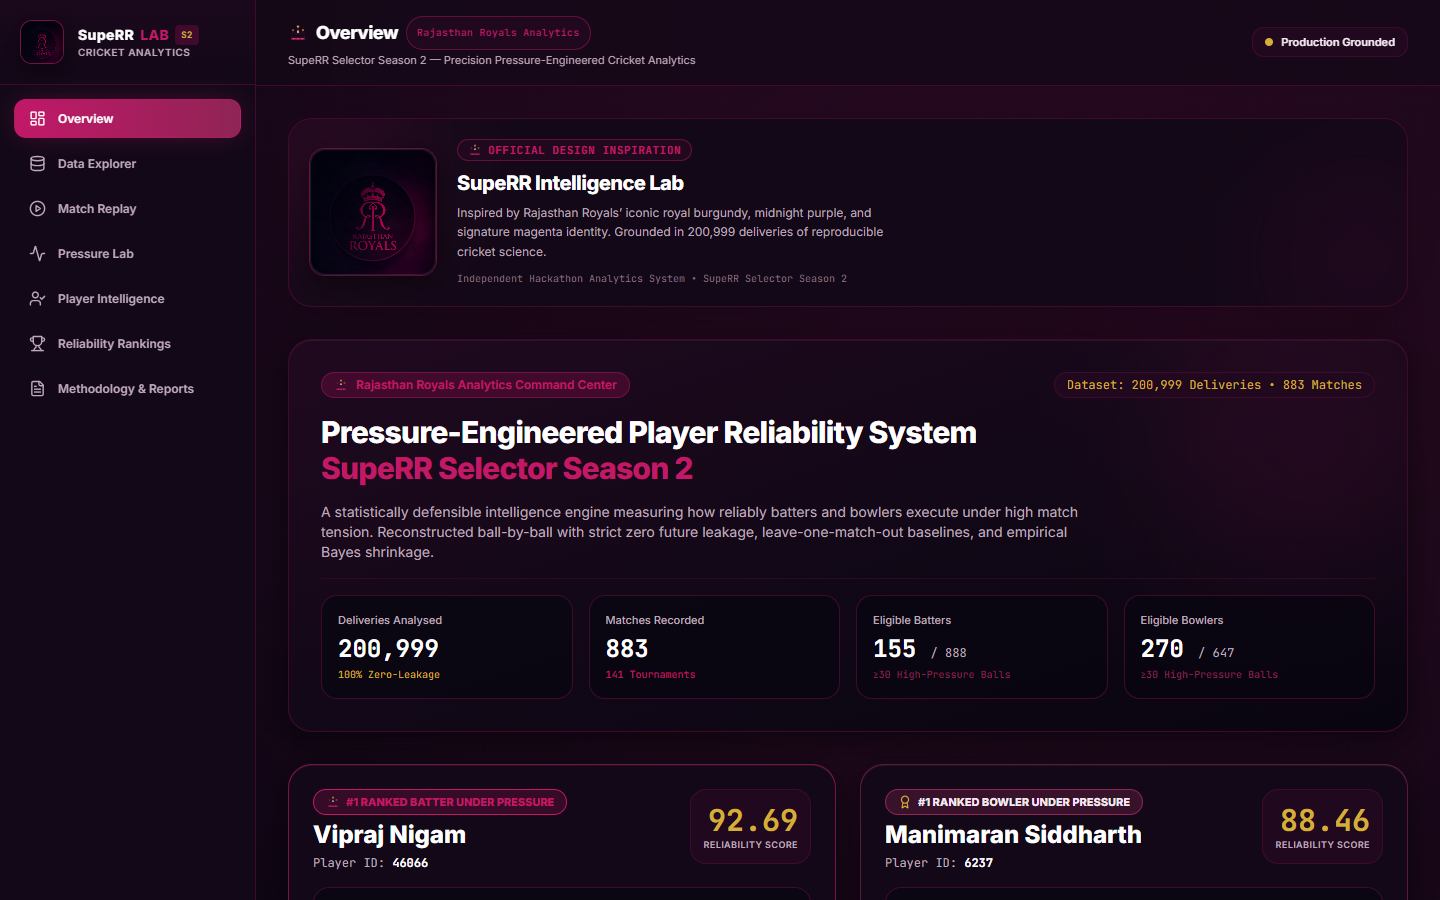 SupeRR LAB S2
CRICKET ANALYTICS
Overview
Data Explorer
Match Replay
Pressure Lab
Player Intelligence
Reliability Rankings
Methodology & Reports
Overview Rajasthan Royals Analytics
SupeRR Selector Season 2 — Precision Pressure-Engineered Cricket Analytics
Production Grounded
RAJASTHAN
ROYALS
OFFICIAL DESIGN INSPIRATION
SupeRR Intelligence Lab
Inspired by Rajasthan Royals’ iconic royal burgundy, midnight purple, and
signature magenta identity. Grounded in 200,999 deliveries of reproducible
cricket science.
Independent Hackathon Analytics System • SupeRR Selector Season 2
Rajasthan Royals Analytics Command Center
Dataset: 200,999 Deliveries • 883 Matches
Pressure-Engineered Player Reliability System
SupeRR Selector Season 2
A statistically defensible intelligence engine measuring how reliably batters and bowlers execute under high match
tension. Reconstructed ball-by-ball with strict zero future leakage, leave-one-match-out baselines, and empirical
Bayes shrinkage.
Deliveries Analysed
200,999
100% Zero-Leakage
Matches Recorded
883
141 Tournaments
Eligible Batters
155 / 888
≥30 High-Pressure Balls
Eligible Bowlers
270 / 647
≥30 High-Pressure Balls
#1 RANKED BATTER UNDER PRESSURE
Vipraj Nigam
Player ID: 46066
92.69
RELIABILITY SCORE
#1 RANKED BOWLER UNDER PRESSURE
Manimaran Siddharth
Player ID: 6237
88.46
RELIABILITY SCORE